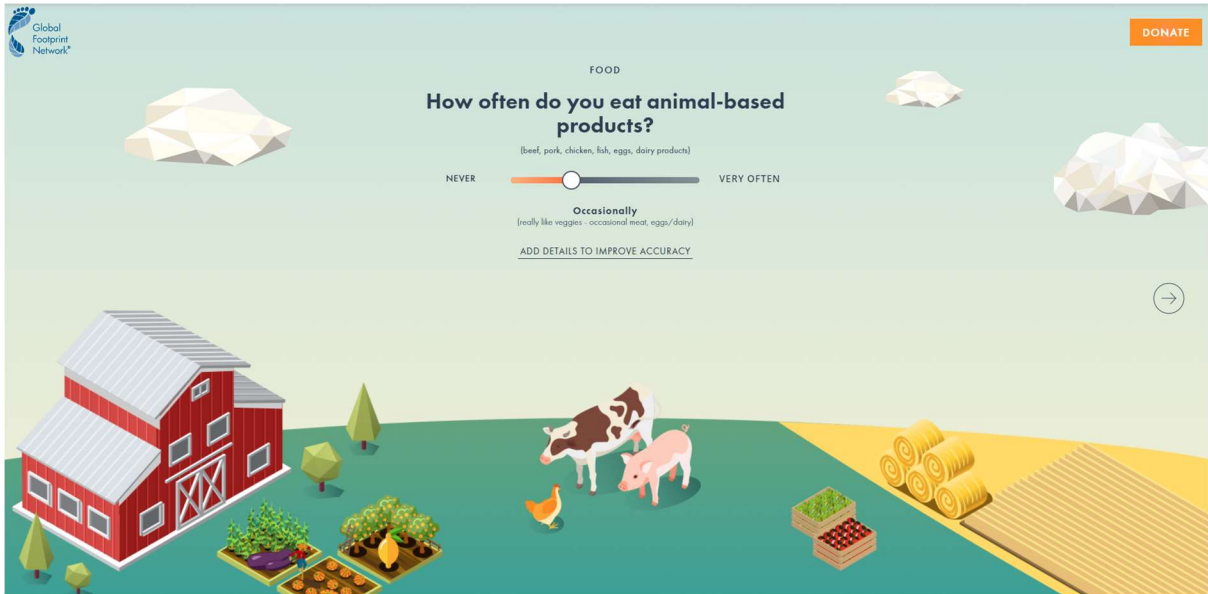 Global
Footprint
Network®
DONATE
FOOD
How often do you eat animal-based
products?
(beef, pork, chicken, fish, eggs, dairy products)
NEVER
VERY OFTEN
Occasionally
(really like veggies - occasional meat, eggs/dairy)
ADD DETAILS TO IMPROVE ACCURACY